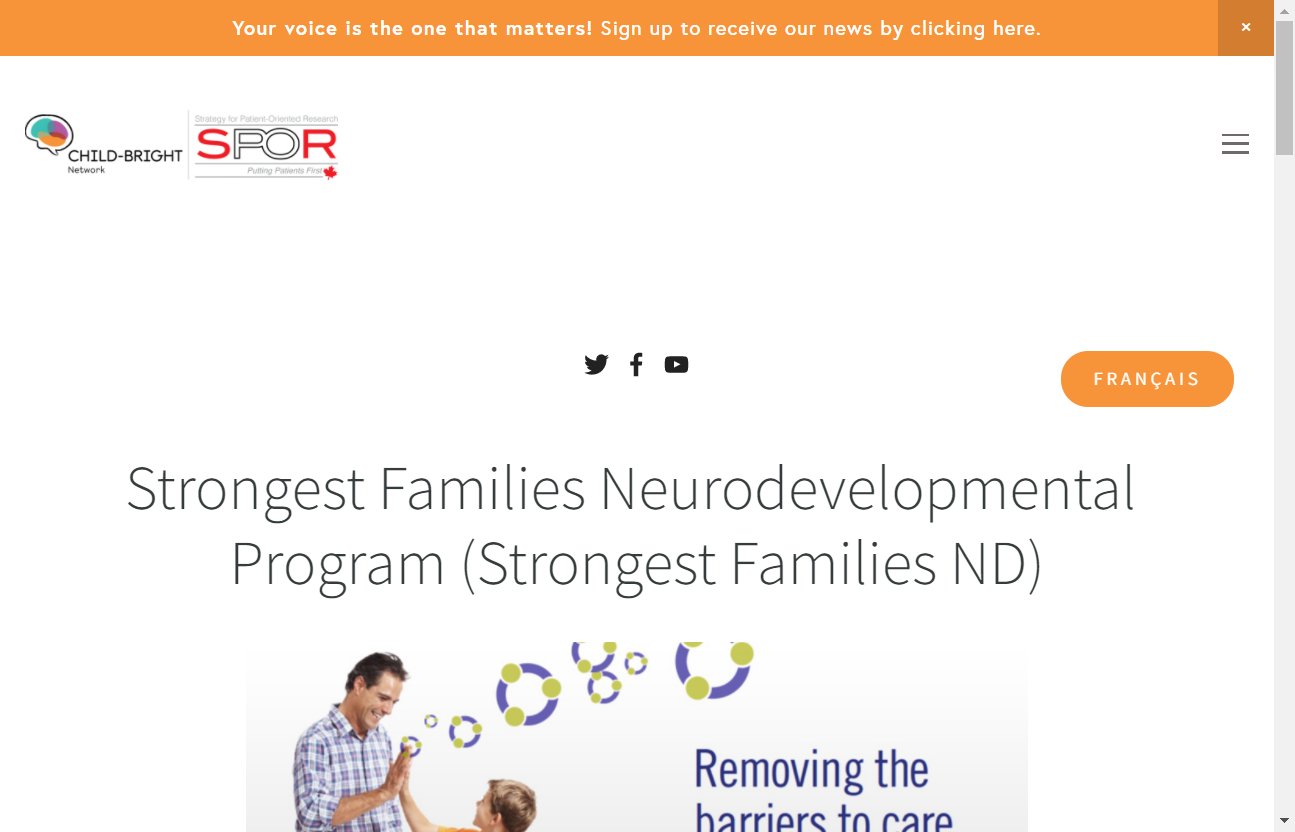 Your voice is the one that matters! Sign up to receive our news by clicking here.
×
CHILD-BRIGHT
Network
Strategy for Patient-Oriented Research
SPOR
Putting Patients First
FRANÇAIS
Strongest Families Neurodevelopmental
Program (Strongest Families ND)
Removing the
barriers to care